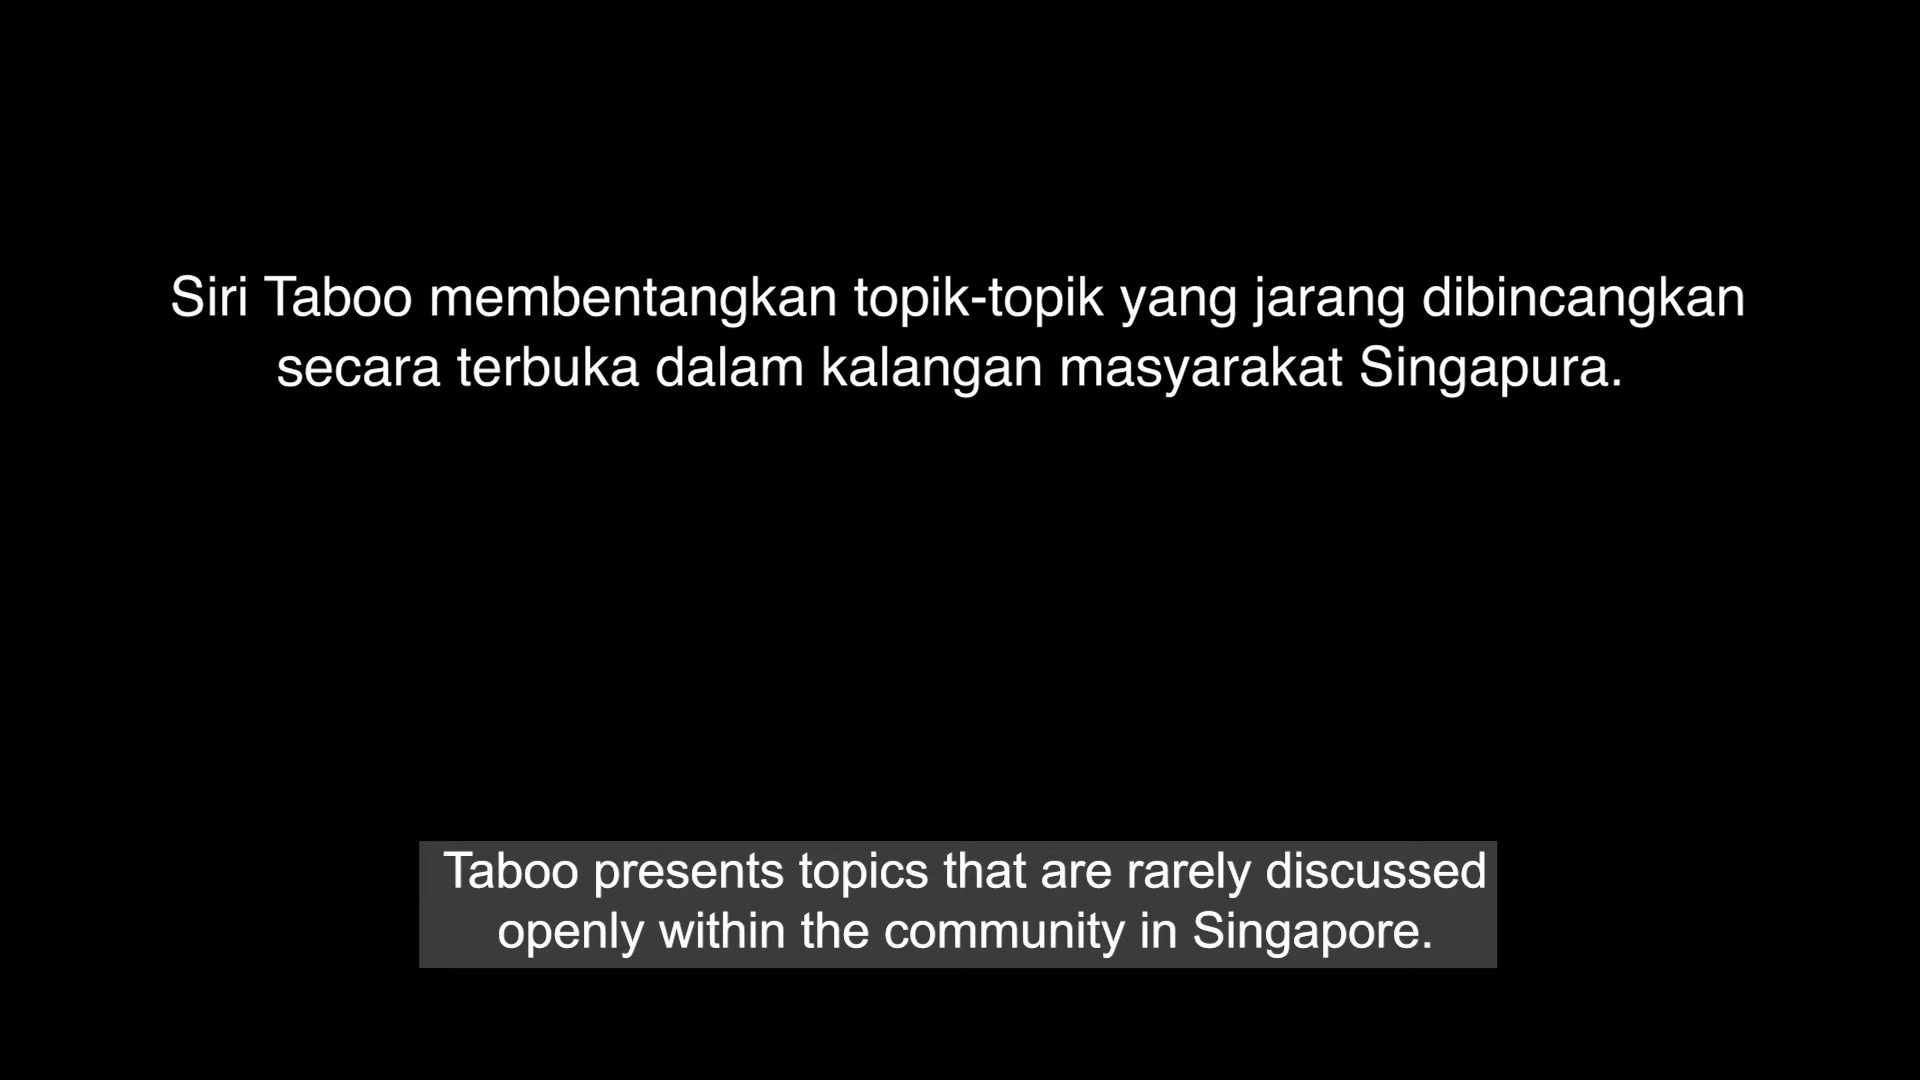 Siri Taboo membentangkan topik-topik yang jarang dibincangkan
secara terbuka dalam kalangan masyarakat Singapura.
Taboo presents topics that are rarely discussed
openly within the community in Singapore.